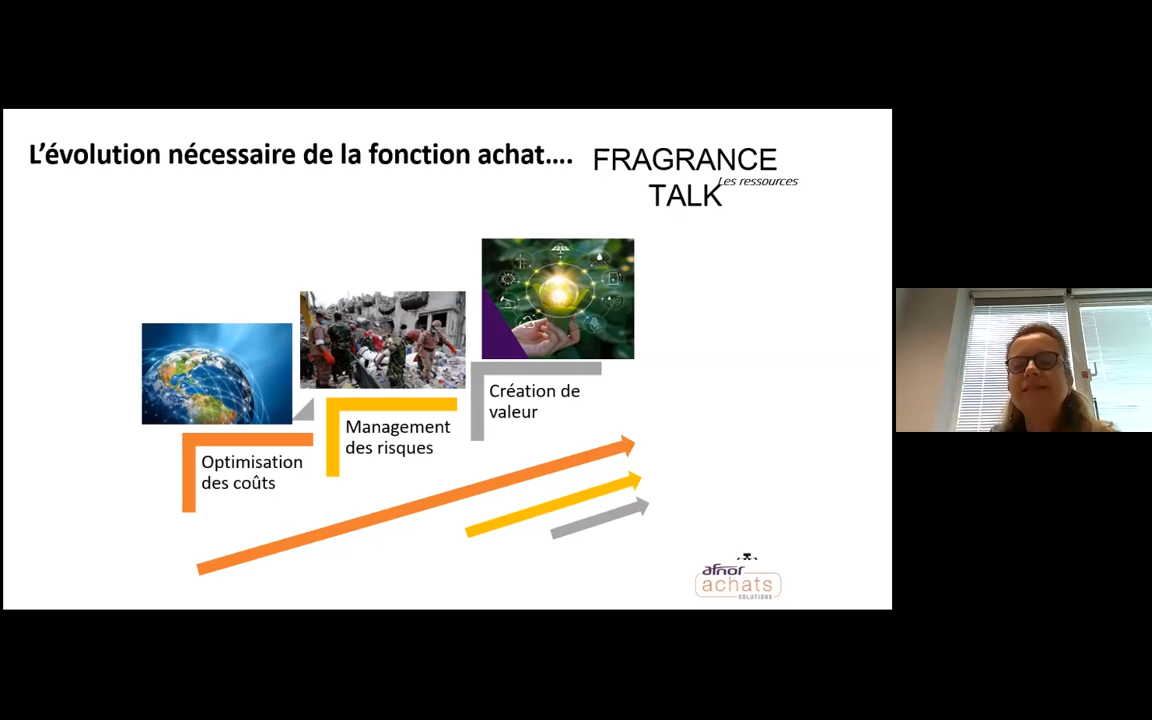 L'évolution nécessaire de la fonction achat....
FRAGRANCE
Les ressources
TALK
Création de
valeur
Management
des risques
Optimisation
des coûts
afnor
achats
SOLUTIONS